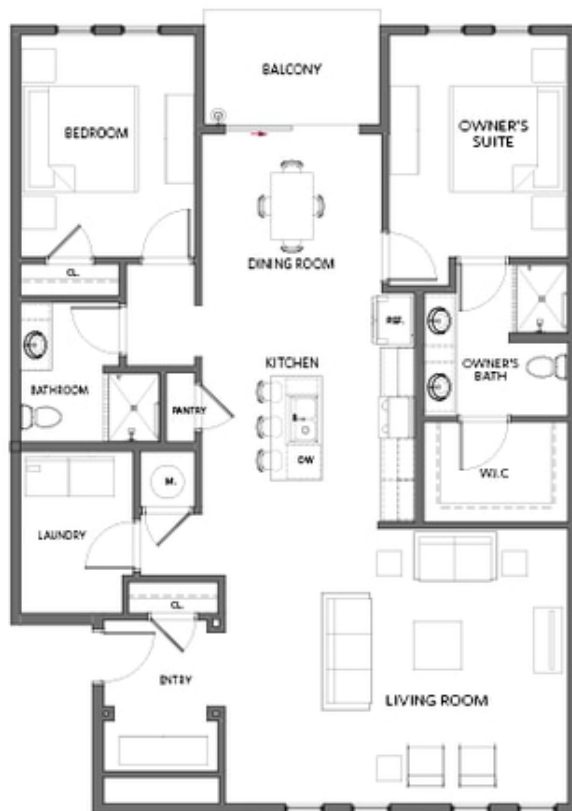 BALCONY
BEDROOM
OWNER'S
SUITE
DINING ROOM
CL.
REF.
KITCHEN
OWNER'S
BATH
BATHROOM
PANTRY
DW
W.I.C
M.
LAUNDRY
CL.
ENTRY
LIVING ROOM